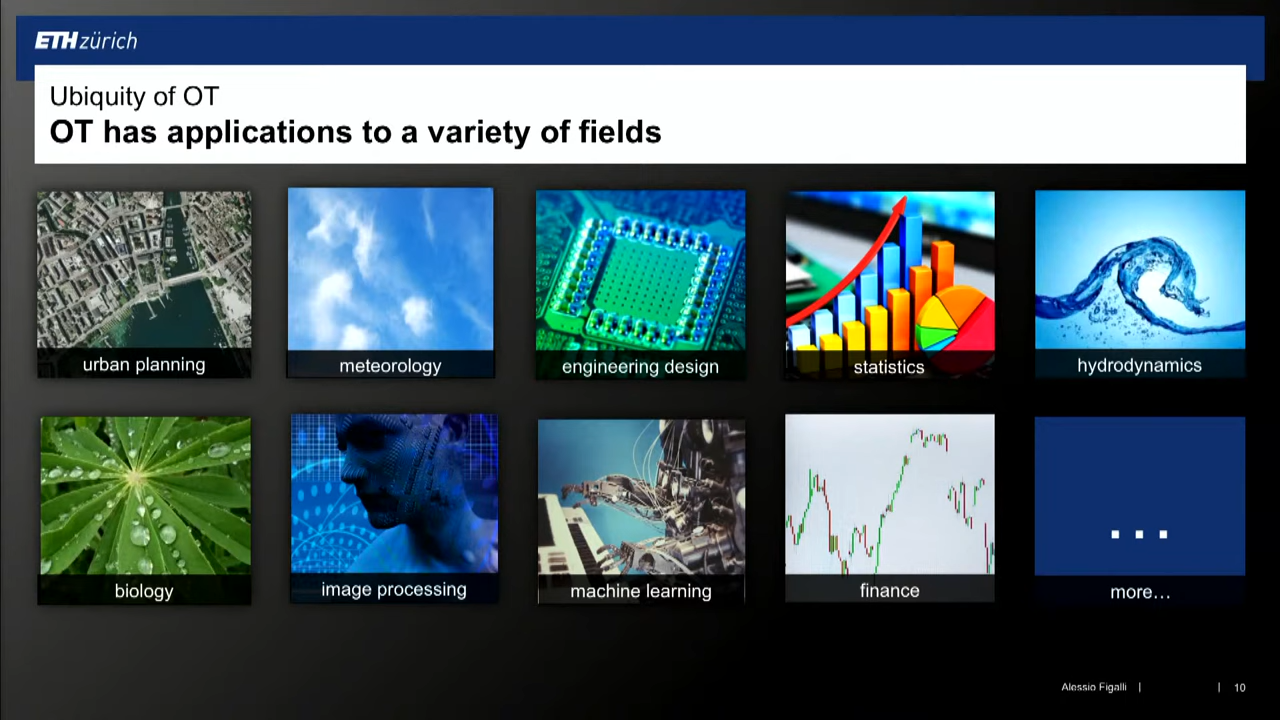 ETH zürich
Ubiquity of OT
OT has applications to a variety of fields
urban planning
meteorology
engineering design
statistics
hydrodynamics
biology
image processing
machine learning
finance
more...
Alessio Figalli | | 10